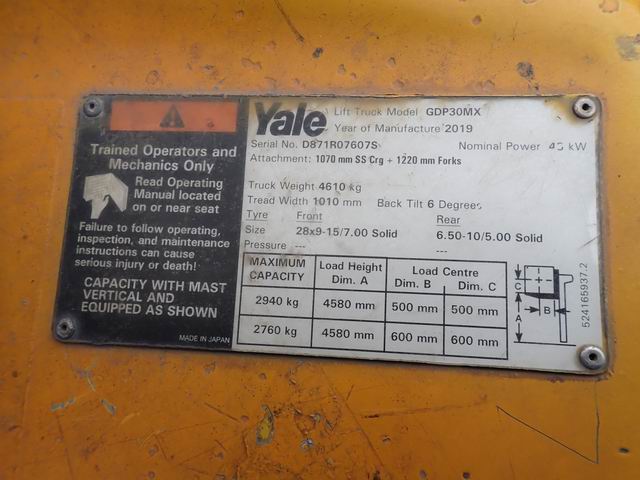 Trained Operators and
Mechanics Only
Read Operating
Manual located
on or near seat
Failure to follow operating,
inspection, and maintenance
instructions can cause
serious injury or death!
CAPACITY WITH MAST
VERTICAL AND
EQUIPPED AS SHOWN
MADE IN JAPAN
Yale Lift Truck Model GDP30MX
Year of Manufacture 2019
Serial No. D871R07607S Nominal Power kW
Attachment: 1070 mm SS Crg + 1220 mm Forks
Truck Weight 4610 kg
Tread Width 1010 mm Back Tilt 6 Degrees
Tyre Front Rear
Size 28x9-15/7.00 Solid 6.50-10/5.00 Solid
Pressure --- ---
MAXIMUM CAPACITY Load Height Dim. A Load Centre Dim. B Dim. C
2940 kg 4580 mm 500 mm 500 mm
2760 kg 4580 mm 600 mm 600 mm
C
B
A
524165937.2